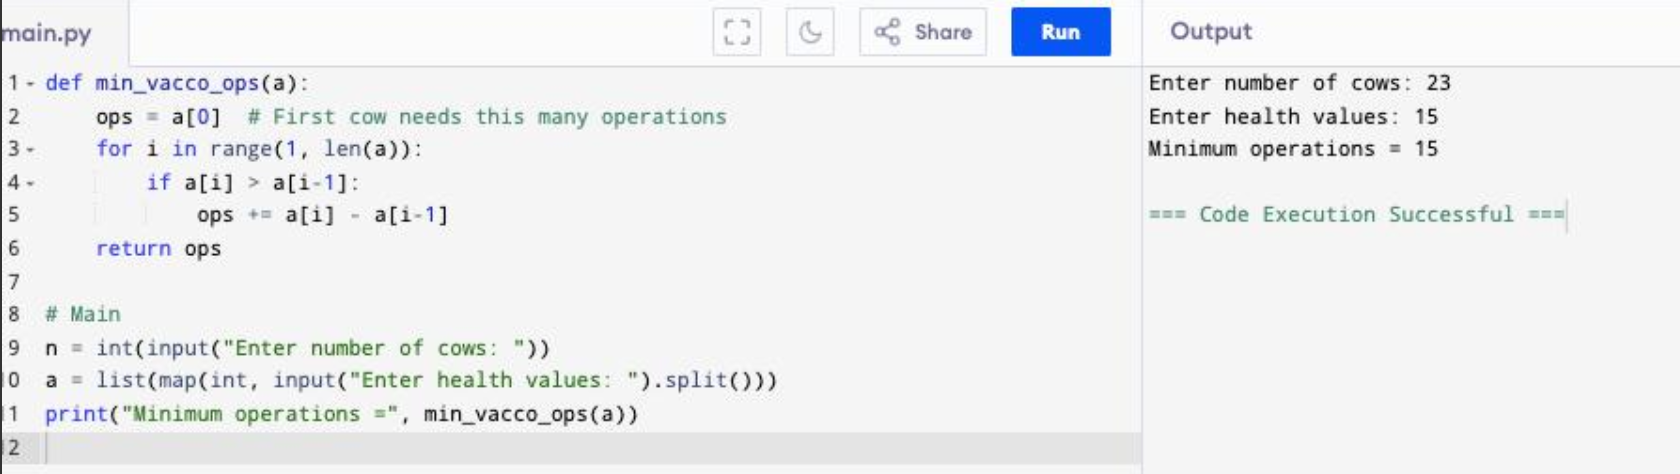 main.py
Share
Run
Output
1 def min_vacco_ops(a):
2     ops = a[0]  # First cow needs this many operations
3     for i in range(1, len(a)):
4         if a[i] > a[i-1]:
5             ops += a[i] - a[i-1]
6     return ops
7
8 # Main
9 n = int(input("Enter number of cows: "))
10 a = list(map(int, input("Enter health values: ").split()))
11 print("Minimum operations =", min_vacco_ops(a))
12
Enter number of cows: 23
Enter health values: 15
Minimum operations = 15
=== Code Execution Successful ===